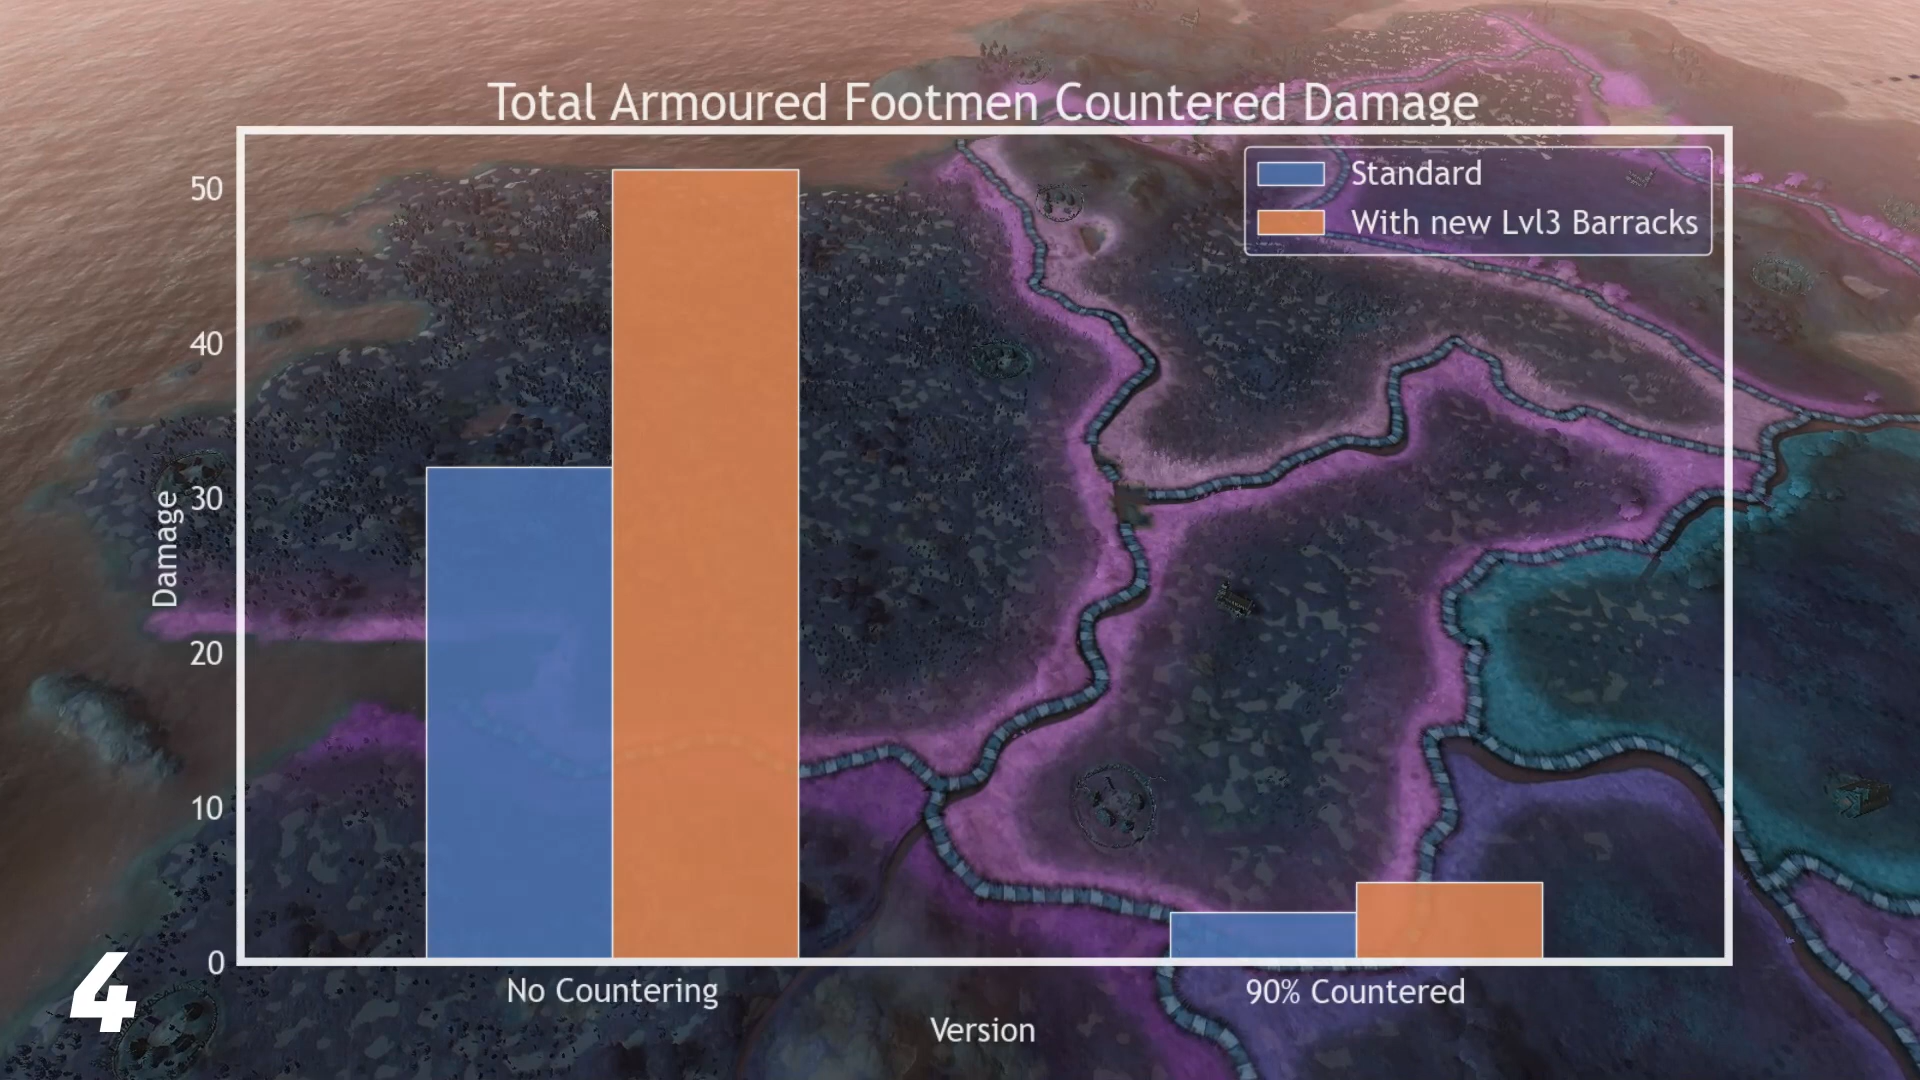 Total Armoured Footmen Countered Damage
Standard
With new Lvl3 Barracks
50
40
30
20
10
0
Damage
No Countering
90% Countered
Version
4